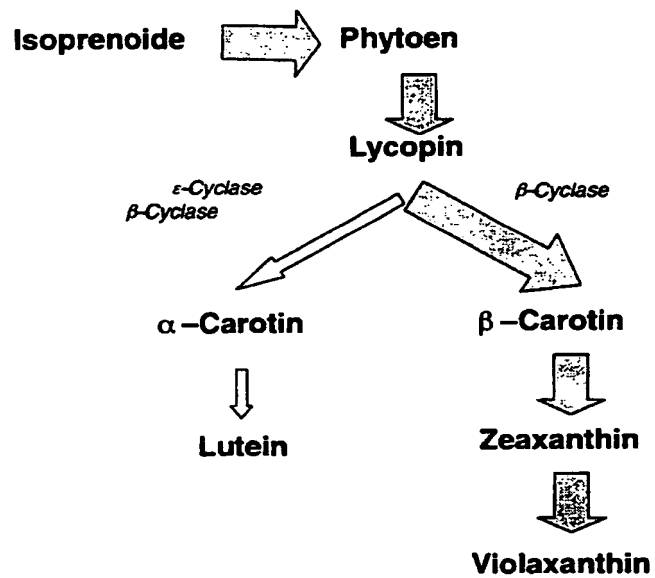 Isoprenoide Phytoen
Lycopin
ε-Cyclase
β-Cyclase
β-Cyclase
α-Carotin β-Carotin
Lutein Zeaxanthin
Violaxanthin